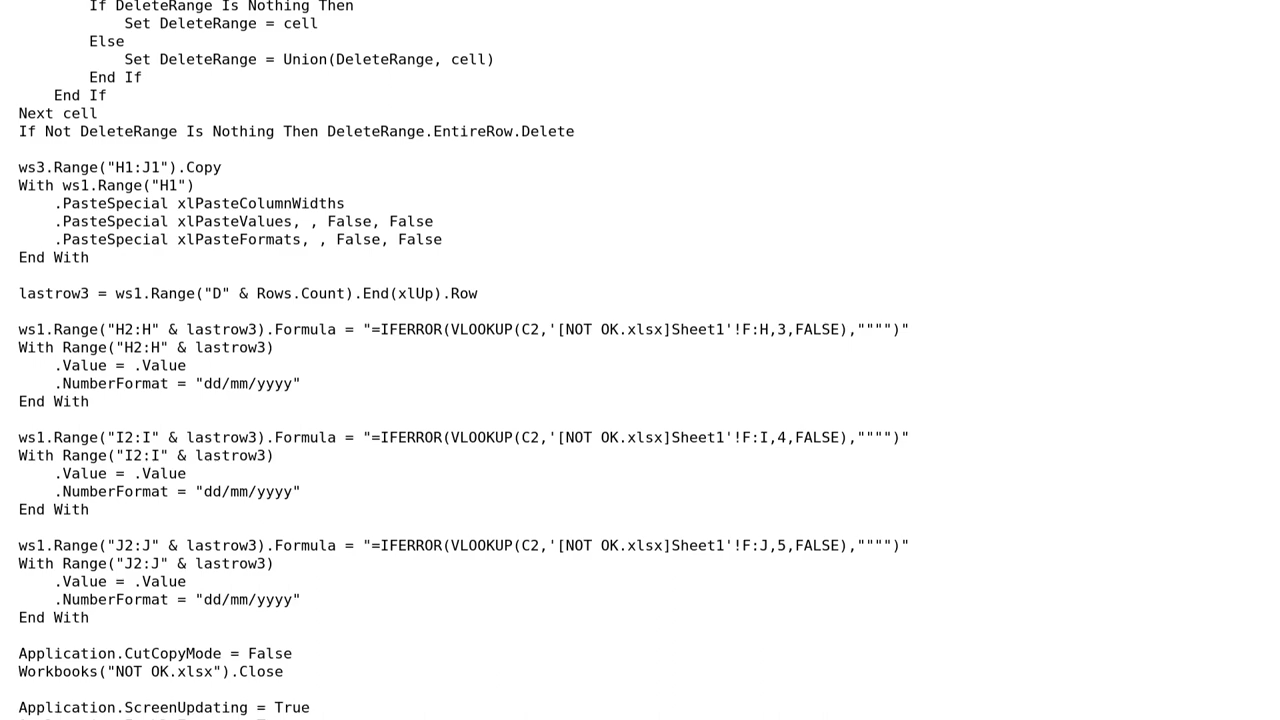 If DeleteRange Is Nothing Then
Set DeleteRange = cell
Else
Set DeleteRange = Union(DeleteRange, cell)
End If
End If
Next cell
If Not DeleteRange Is Nothing Then DeleteRange.EntireRow.Delete
ws3.Range("H1:J1").Copy
With ws1.Range("H1")
.PasteSpecial xlPasteColumnWidths
.PasteSpecial xlPasteValues, , False, False
.PasteSpecial xlPasteFormats, , False, False
End With
lastrow3 = ws1.Range("D" & Rows.Count).End(xlUp).Row
ws1.Range("H2:H" & lastrow3).Formula = "=IFERROR(VLOOKUP(C2,'[NOT OK.xlsx]Sheet1'!F:H,3,FALSE),"""")"
With Range("H2:H" & lastrow3)
.Value = .Value
.NumberFormat = "dd/mm/yyyy"
End With
ws1.Range("I2:I" & lastrow3).Formula = "=IFERROR(VLOOKUP(C2,'[NOT OK.xlsx]Sheet1'!F:I,4,FALSE),"""")"
With Range("I2:I" & lastrow3)
.Value = .Value
.NumberFormat = "dd/mm/yyyy"
End With
ws1.Range("J2:J" & lastrow3).Formula = "=IFERROR(VLOOKUP(C2,'[NOT OK.xlsx]Sheet1'!F:J,5,FALSE),"""")"
With Range("J2:J" & lastrow3)
.Value = .Value
.NumberFormat = "dd/mm/yyyy"
End With
Application.CutCopyMode = False
Workbooks("NOT OK.xlsx").Close
Application.ScreenUpdating = True